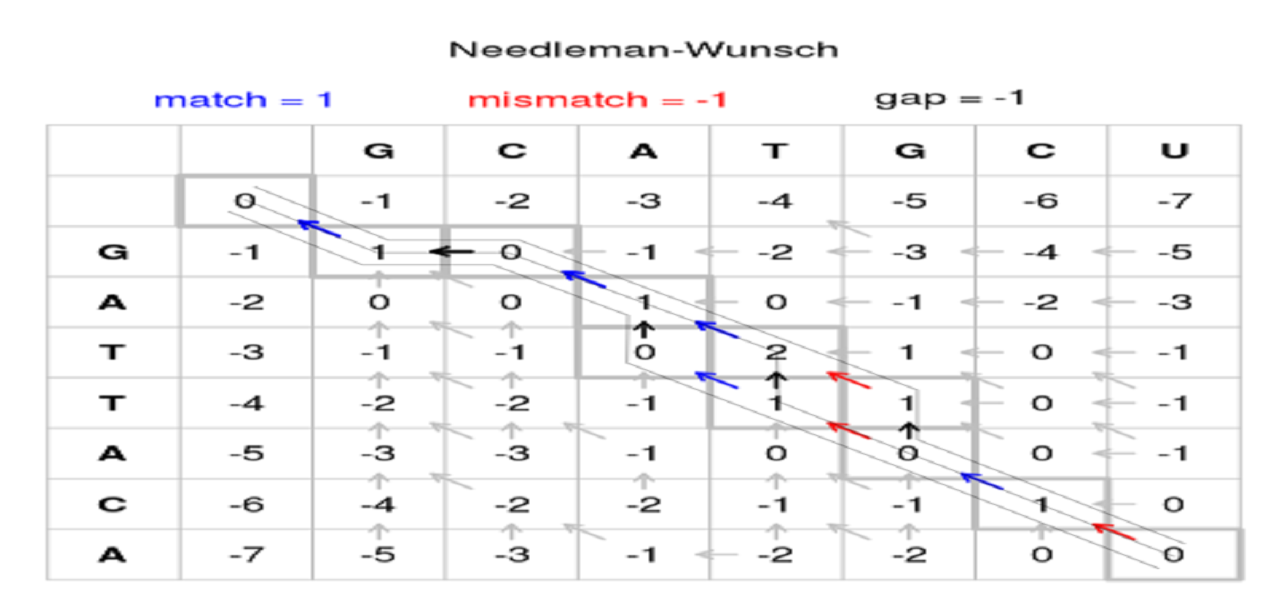 Needleman-Wunsch
match = 1 mismatch = -1 gap = -1
G C A T G C U
0 -1 -2 -3 -4 -5 -6 -7
G -1 1 0 -1 -2 -3 -4 -5
A -2 0 0 1 0 -1 -2 -3
T -3 -1 -1 0 2 1 0 -1
T -4 -2 -2 -1 1 1 0 -1
A -5 -3 -3 -1 0 0 0 -1
C -6 -4 -2 -2 -1 -1 1 0
A -7 -5 -3 -1 -2 -2 0 0